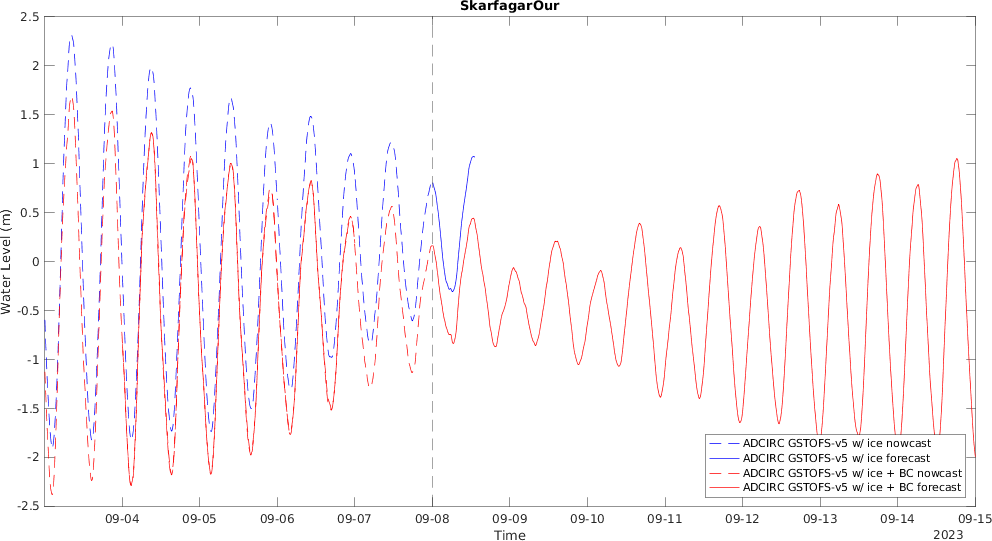 SkarfagarOur
2.5
2
1.5
1
0.5
0
-0.5
-1
-1.5
-2
-2.5
Water Level (m)
09-04 09-05 09-06 09-07 09-08 09-09 09-10 09-11 09-12 09-13 09-14 09-15
Time
2023
ADCIRC GSTOFS-v5 w/ ice nowcast
ADCIRC GSTOFS-v5 w/ ice forecast
ADCIRC GSTOFS-v5 w/ ice + BC nowcast
ADCIRC GSTOFS-v5 w/ ice + BC forecast